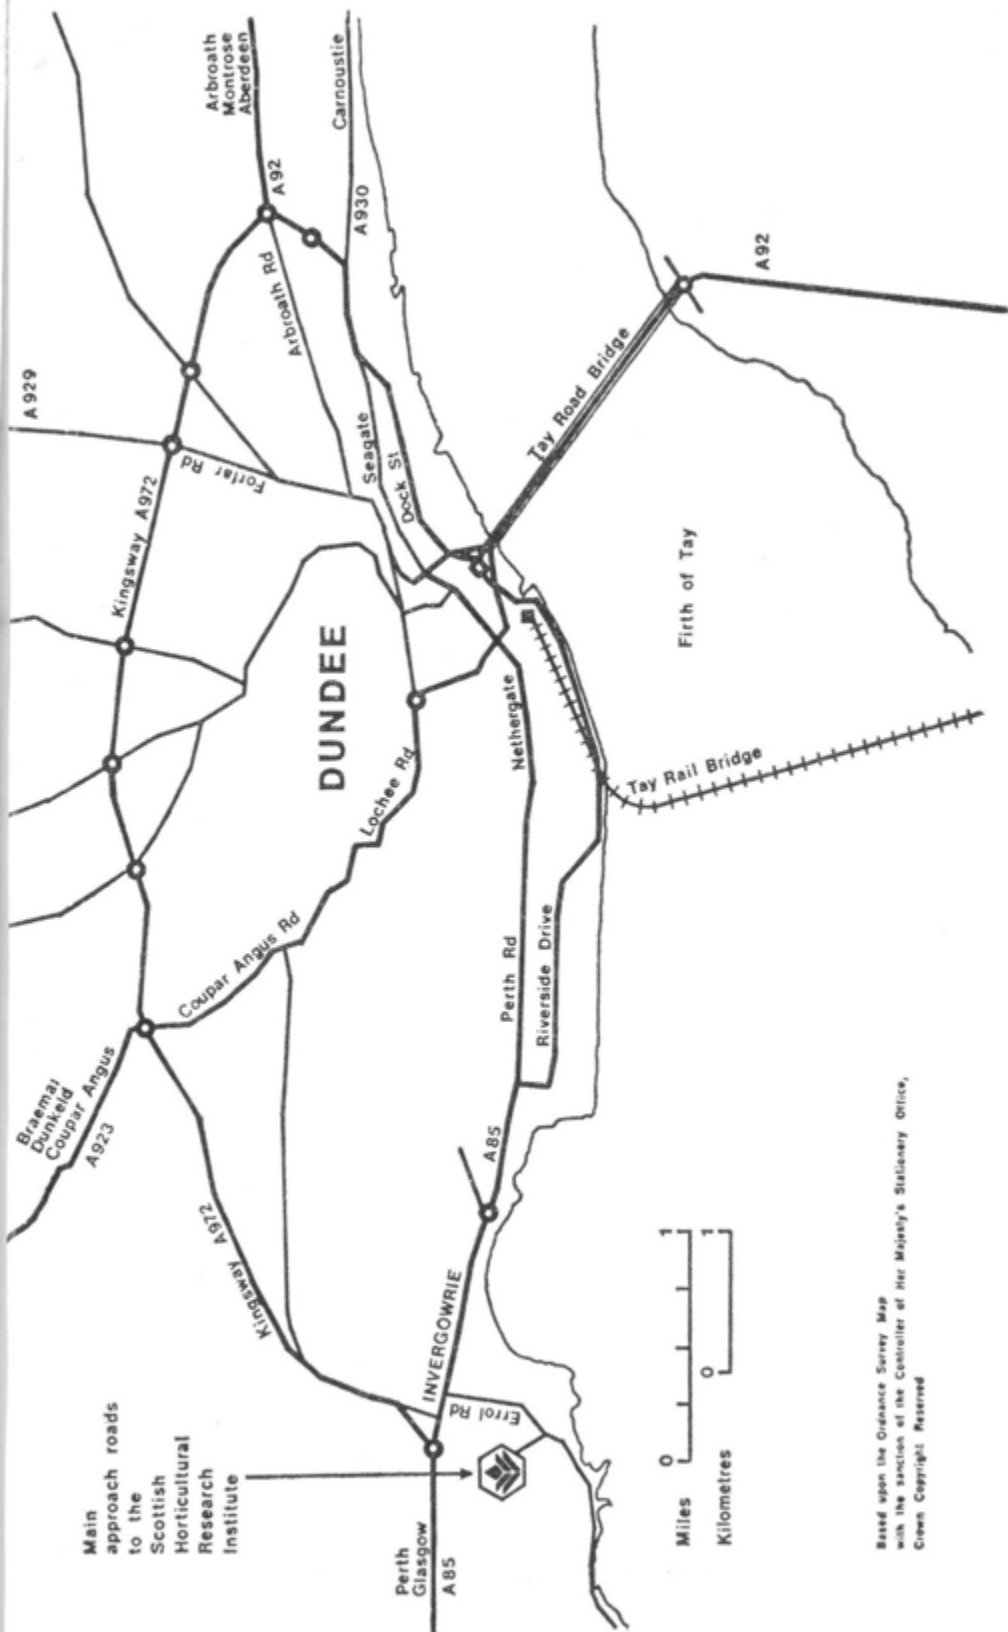 Main
approach roads
to the
Scottish
Horticultural
Research
Institute
Perth
Glasgow
A85
INVERGOWRIE
Errol Rd
Kingsway A972
A85
Braemar
Dunkeld
Coupar Angus
A923
Coupar Angus Rd
Lochee Rd
Perth Rd
Riverside Drive
Nethergate
DUNDEE
Kingsway A972
Forfar Rd
A929
Arbroath Rd
Seagate
Dock St
Arbroath
Montrose
Aberdeen
A92
Carnoustie
A930
Tay Road Bridge
A92
Firth of Tay
Tay Rail Bridge
Miles
0 1
Kilometres
0 1
Based upon the Ordnance Survey Map
with the sanction of the Controller of Her Majesty's Stationery Office,
Crown Copyright Reserved